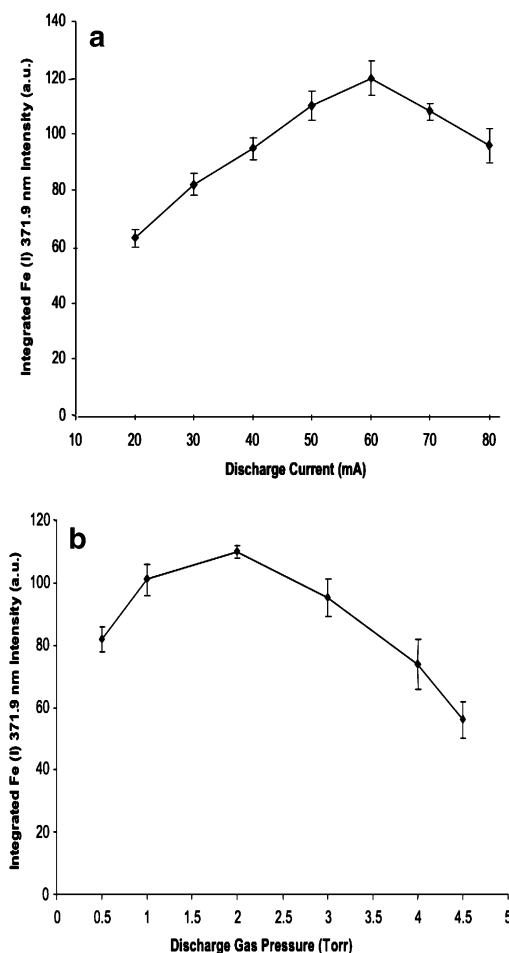 a
Integrated Fe (I) 371.9 nm Intensity (a.u.)
140
120
100
80
60
40
20
0
10 20 30 40 50 60 70 80
Discharge Current (mA)
b
Integrated Fe (I) 371.9 nm Intensity (a.u.)
120
100
80
60
40
20
0
0 0.5 1 1.5 2 2.5 3 3.5 4 4.5 5
Discharge Gas Pressure (Torr)